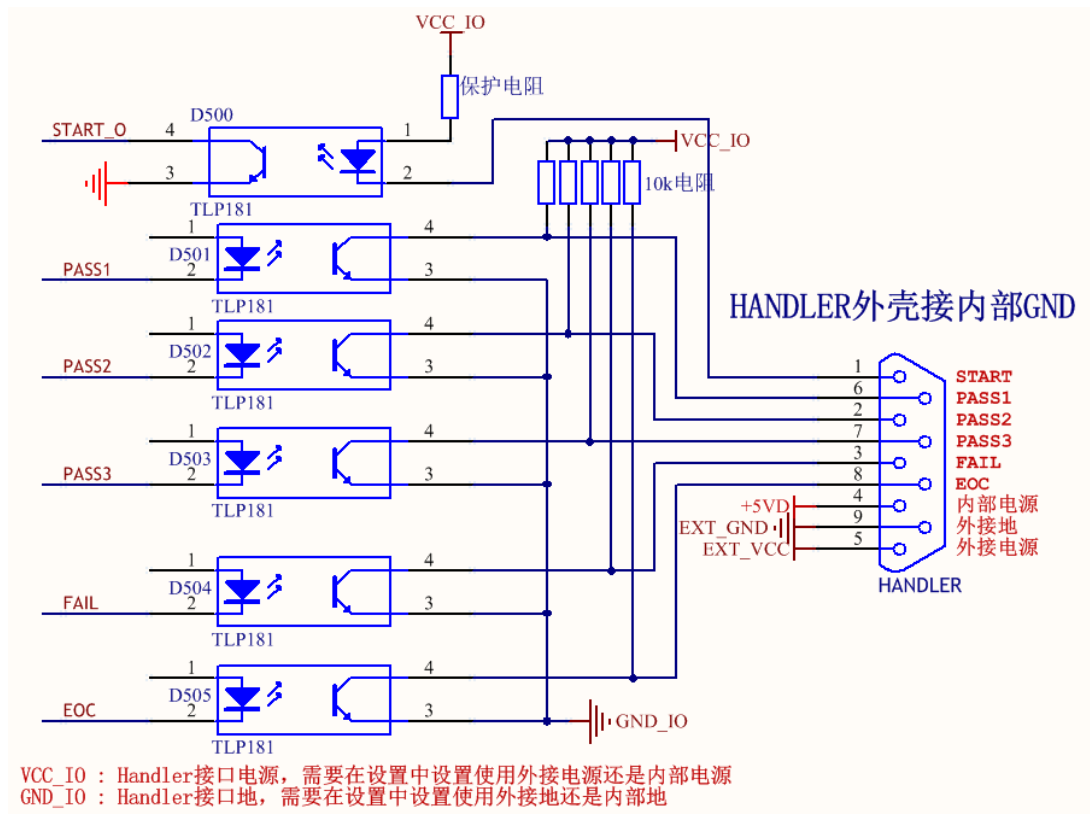 VCC_IO
保护电阻
D500
START_O
4
1
3
2
TLP181
VCC_IO
10k电阻
1
4
D501
PASS1
2
3
TLP181
1
4
D502
PASS2
2
3
TLP181
1
4
D503
PASS3
2
3
TLP181
1
4
D504
FAIL
2
3
TLP181
1
4
D505
EOC
2
3
TLP181
GND_IO
HANDLER外壳接内部GND
1
START
6
PASS1
2
PASS2
7
PASS3
3
FAIL
8
EOC
+5VD
4
内部电源
EXT_GND
9
外接地
EXT_VCC
5
外接电源
HANDLER
VCC_IO : Handler接口电源，需要在设置中设置使用外接电源还是内部电源
GND_IO : Handler接口地，需要在设置中设置使用外接地还是内部地